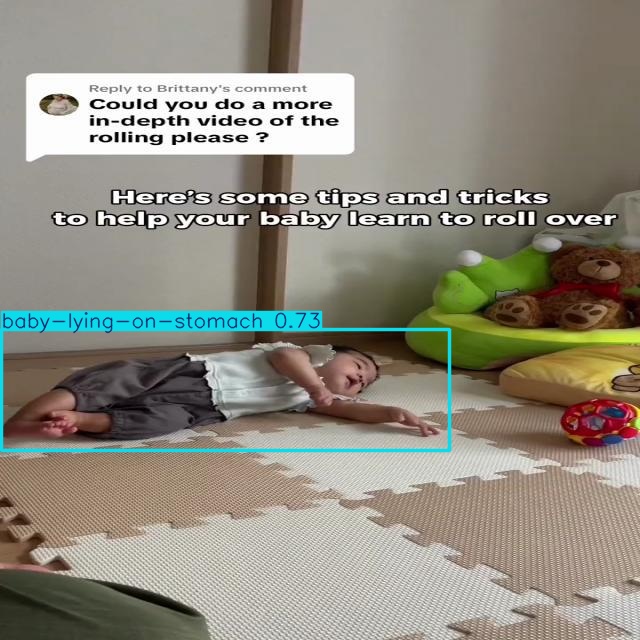 Reply to Brittany's comment
Could you do a more
in-depth video of the
rolling please ?
Here's some tips and tricks
to help your baby learn to roll over
baby-lying-on-stomach 0.73